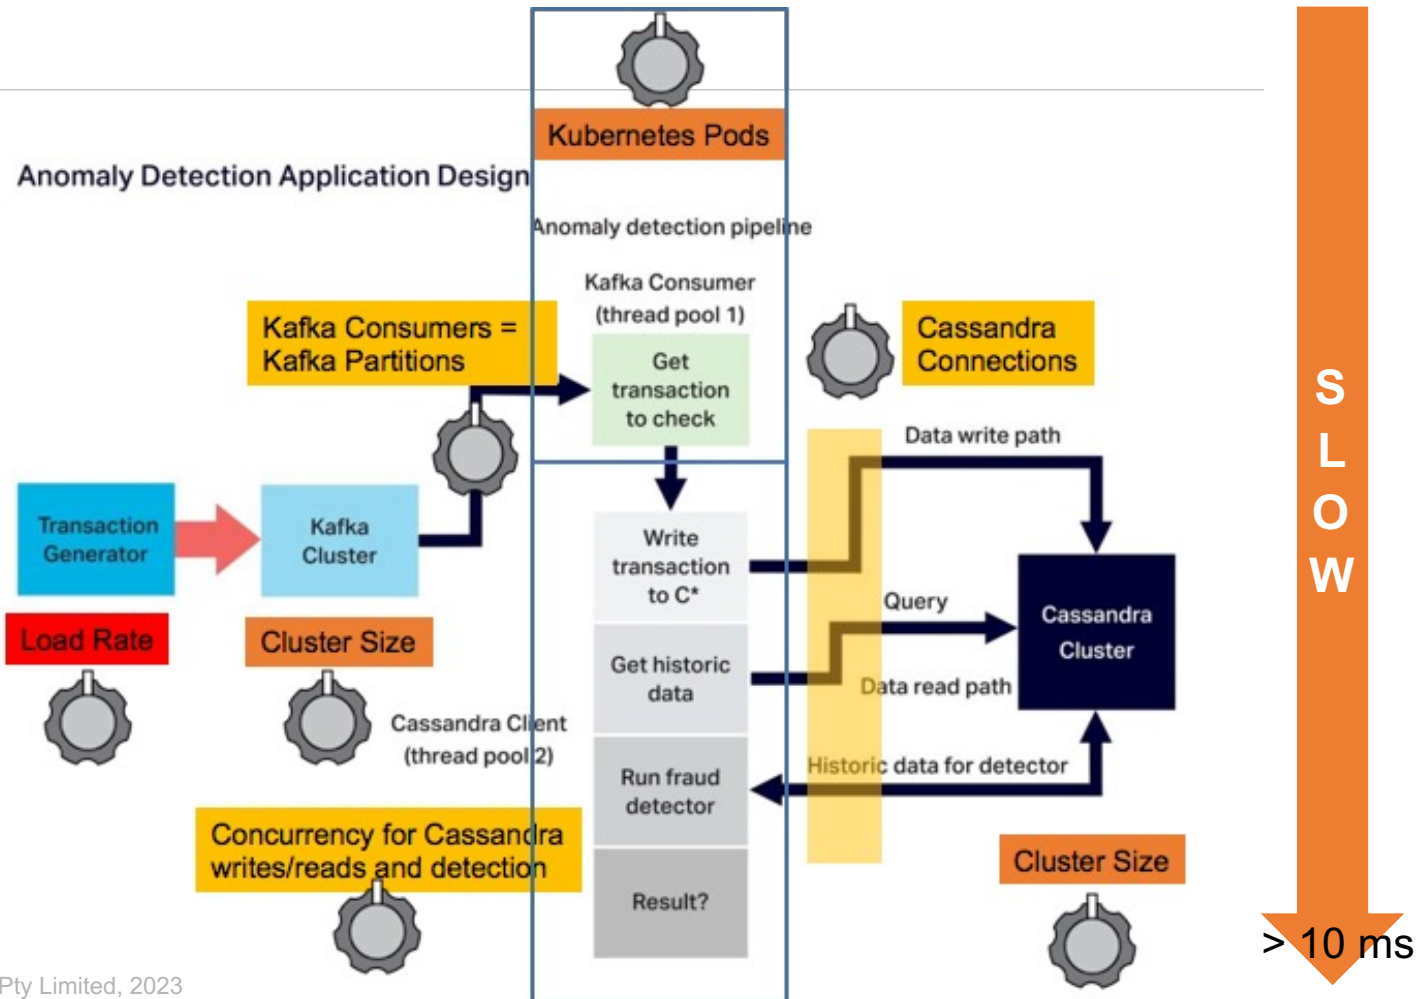 Kubernetes Pods
Anomaly Detection Application Design
Anomaly detection pipeline
Kafka Consumer
(thread pool 1)
Kafka Consumers =
Kafka Partitions
Get
transaction
to check
Cassandra
Connections
Data write path
Transaction
Generator
Kafka
Cluster
Write
transaction
to C*
Query
Cassandra
Cluster
Load Rate
Cluster Size
Get historic
data
Data read path
Cassandra Client
(thread pool 2)
Run fraud
detector
Historic data for detector
Concurrency for Cassandra
writes/reads and detection
Result?
Cluster Size
S
L
O
W
> 10 ms
Pty Limited, 2023